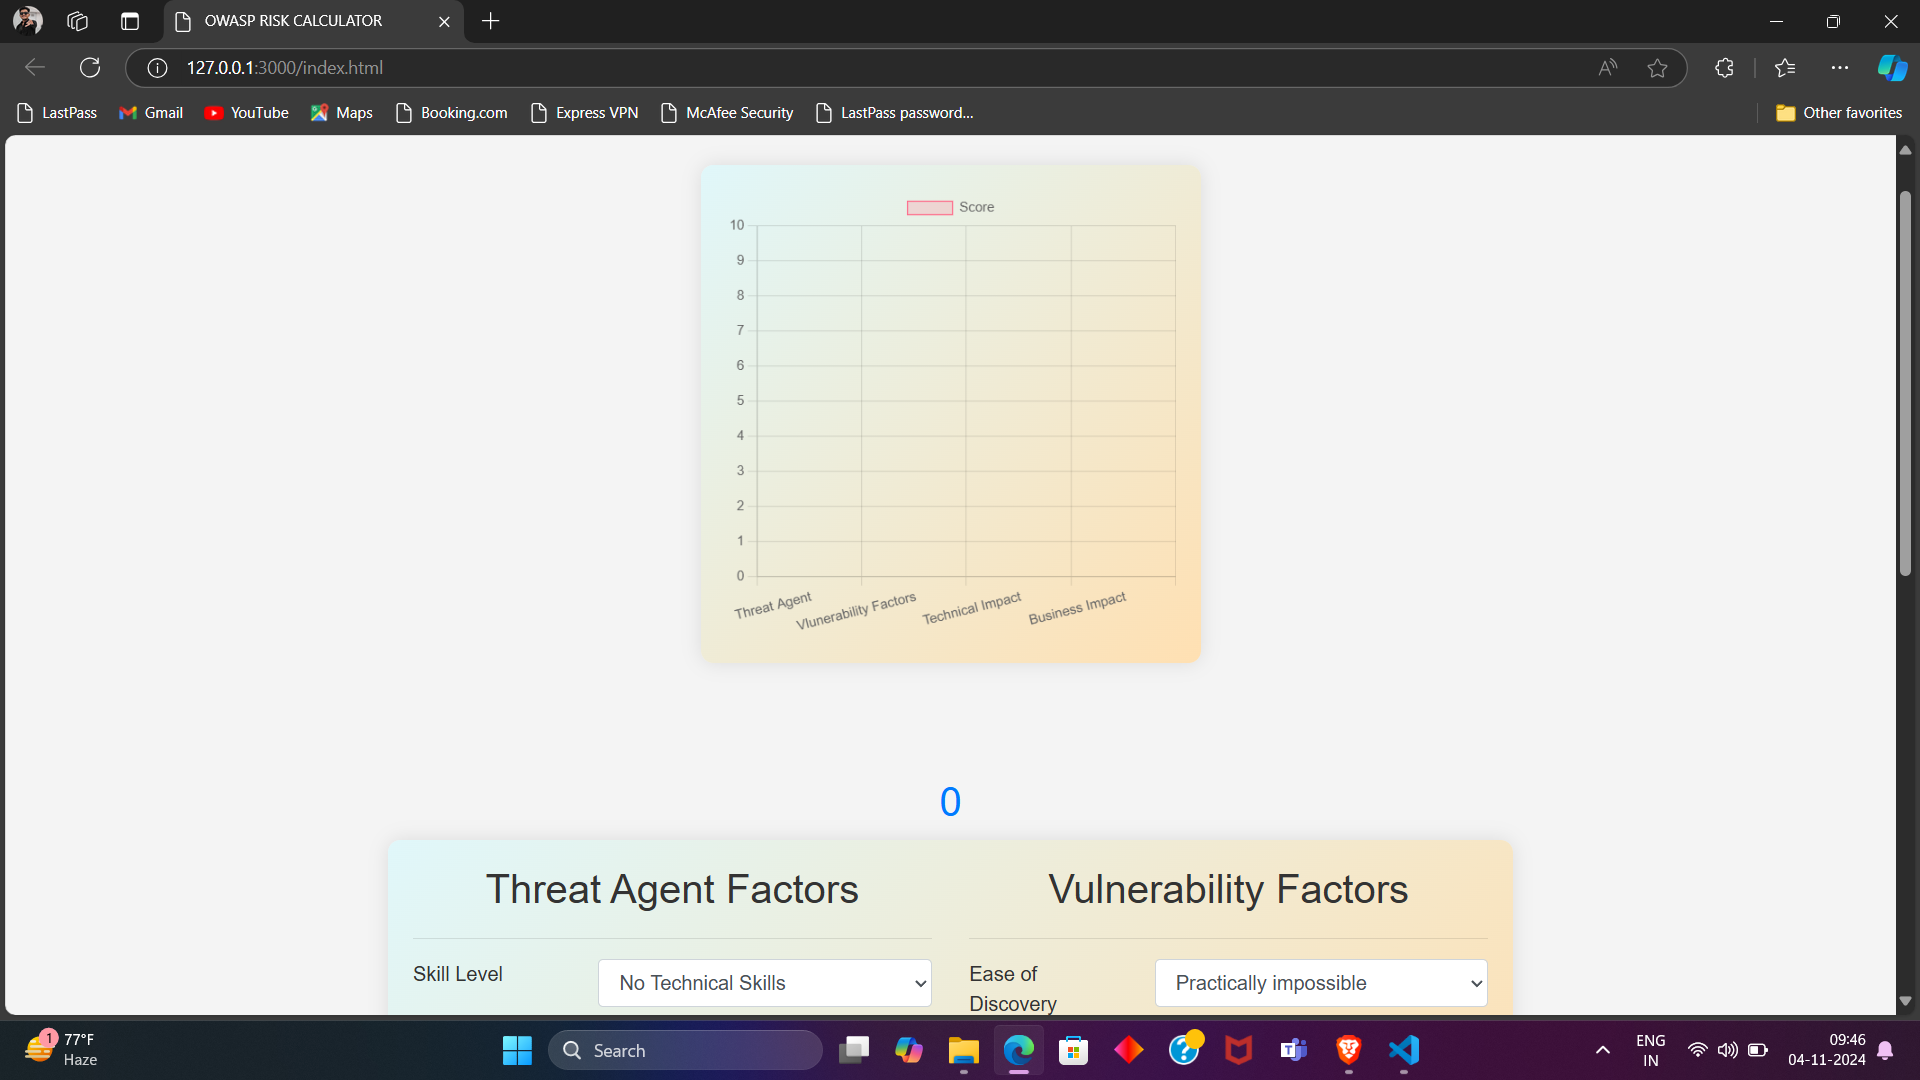 OWASP RISK CALCULATOR
127.0.0.1:3000/index.html
LastPass Gmail YouTube Maps Booking.com Express VPN McAfee Security LastPass password... Other favorites
Score
10
9
8
7
6
5
4
3
2
1
0
Threat Agent Vlunerability Factors Technical Impact Business Impact
0
Threat Agent Factors Vulnerability Factors
Skill Level No Technical Skills Ease of Practically impossible
Discovery
1 77°F
Haze
Search
ENG
IN
09:46
04-11-2024